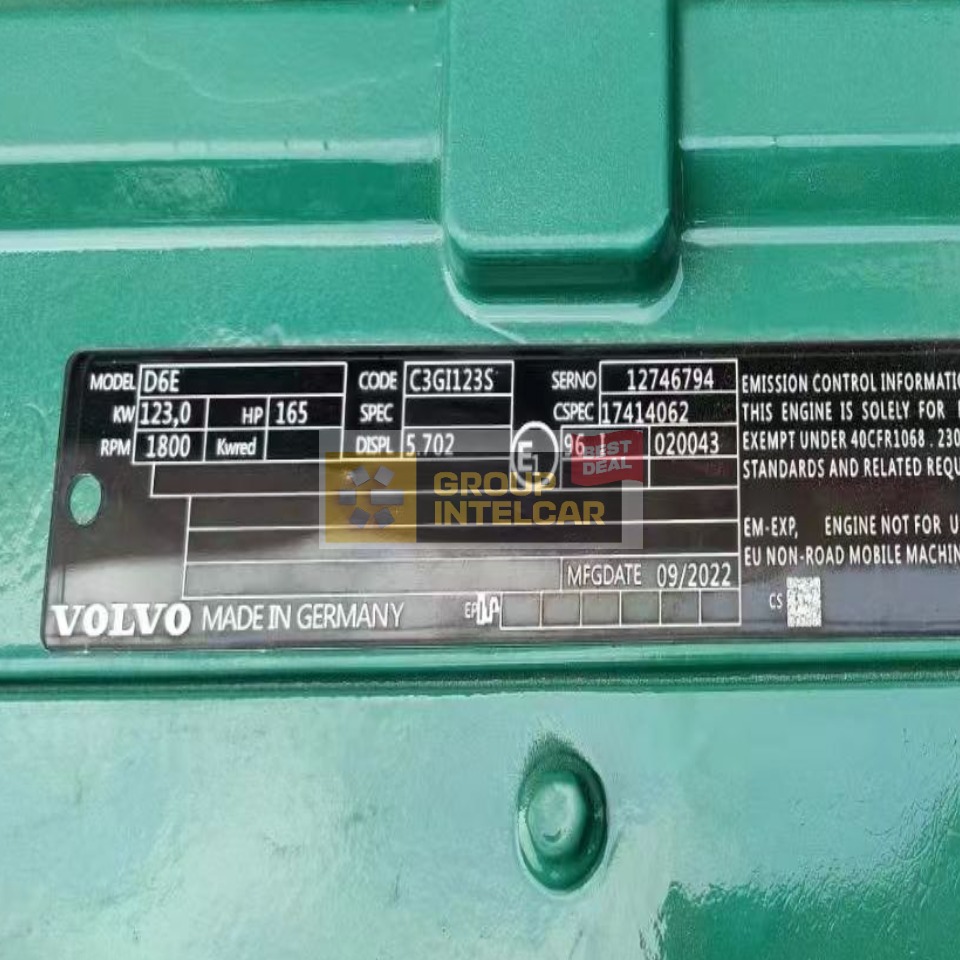 MODEL D6E CODE C3GI123S SERNO 12746794
KW 123,0 HP 165 SPEC CSPEC 17414062
RPM 1800 Kwred DISPL 5.702 E1 96 020043
MFGDATE 09/2022
VOLVO MADE IN GERMANY EP
EMISSION CONTROL INFORMATIO
THIS ENGINE IS SOLELY FOR
EXEMPT UNDER 40CFR1068 . 230
STANDARDS AND RELATED REQU
EM-EXP, ENGINE NOT FOR U
EU NON-ROAD MOBILE MACHIN
CS
BEST
DEAL
GROUP
INTELCAR